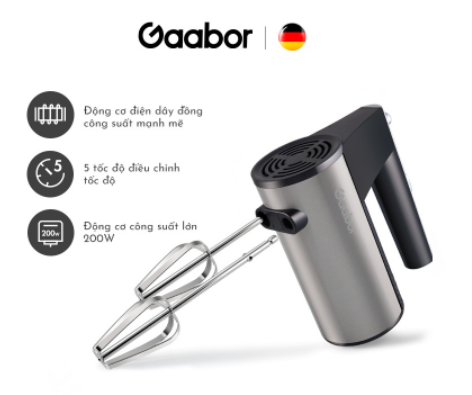 Gaabor
Động cơ điện dây đồng
công suất mạnh mẽ
5
5 tốc độ điều chỉnh
tốc độ
200w
Động cơ công suất lớn
200W
Gaabor